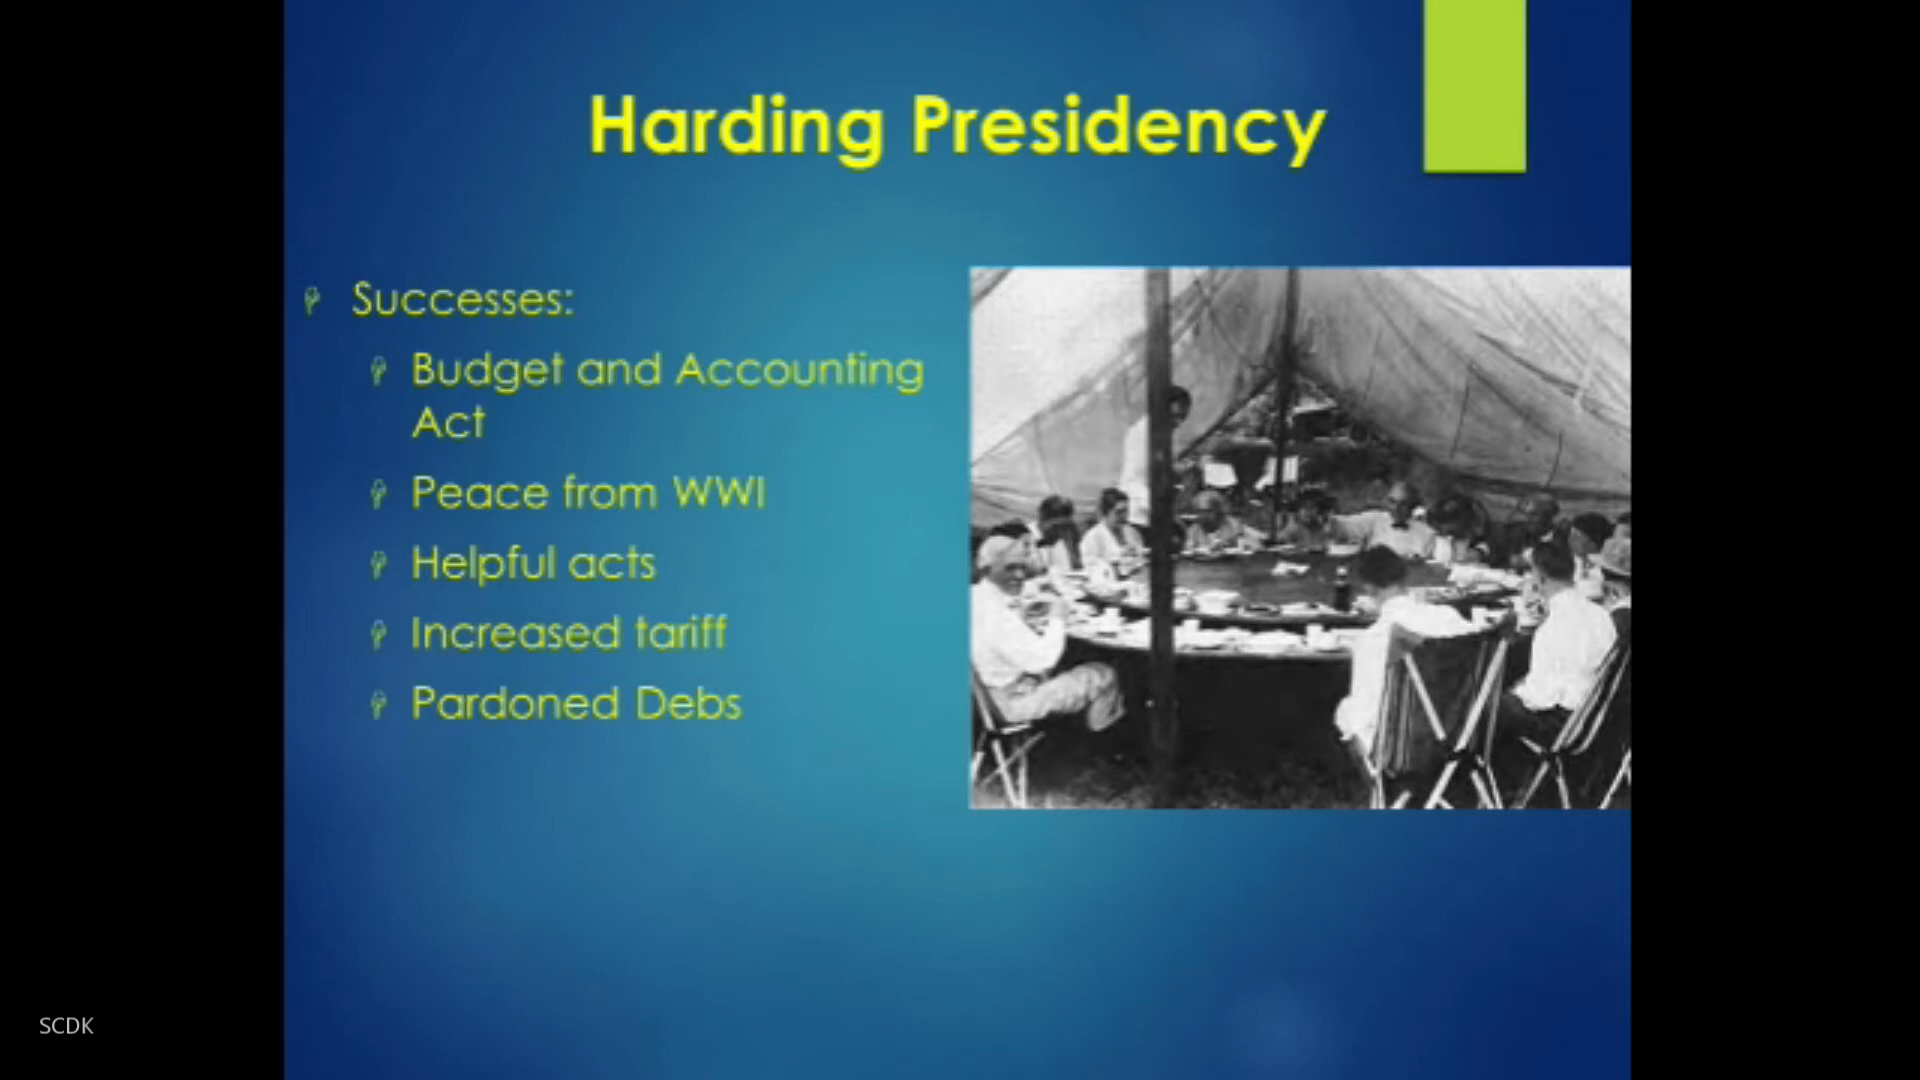 Harding Presidency
Successes:
Budget and Accounting
Act
Peace from WWI
Helpful acts
Increased tariff
Pardoned Debs
SCDK